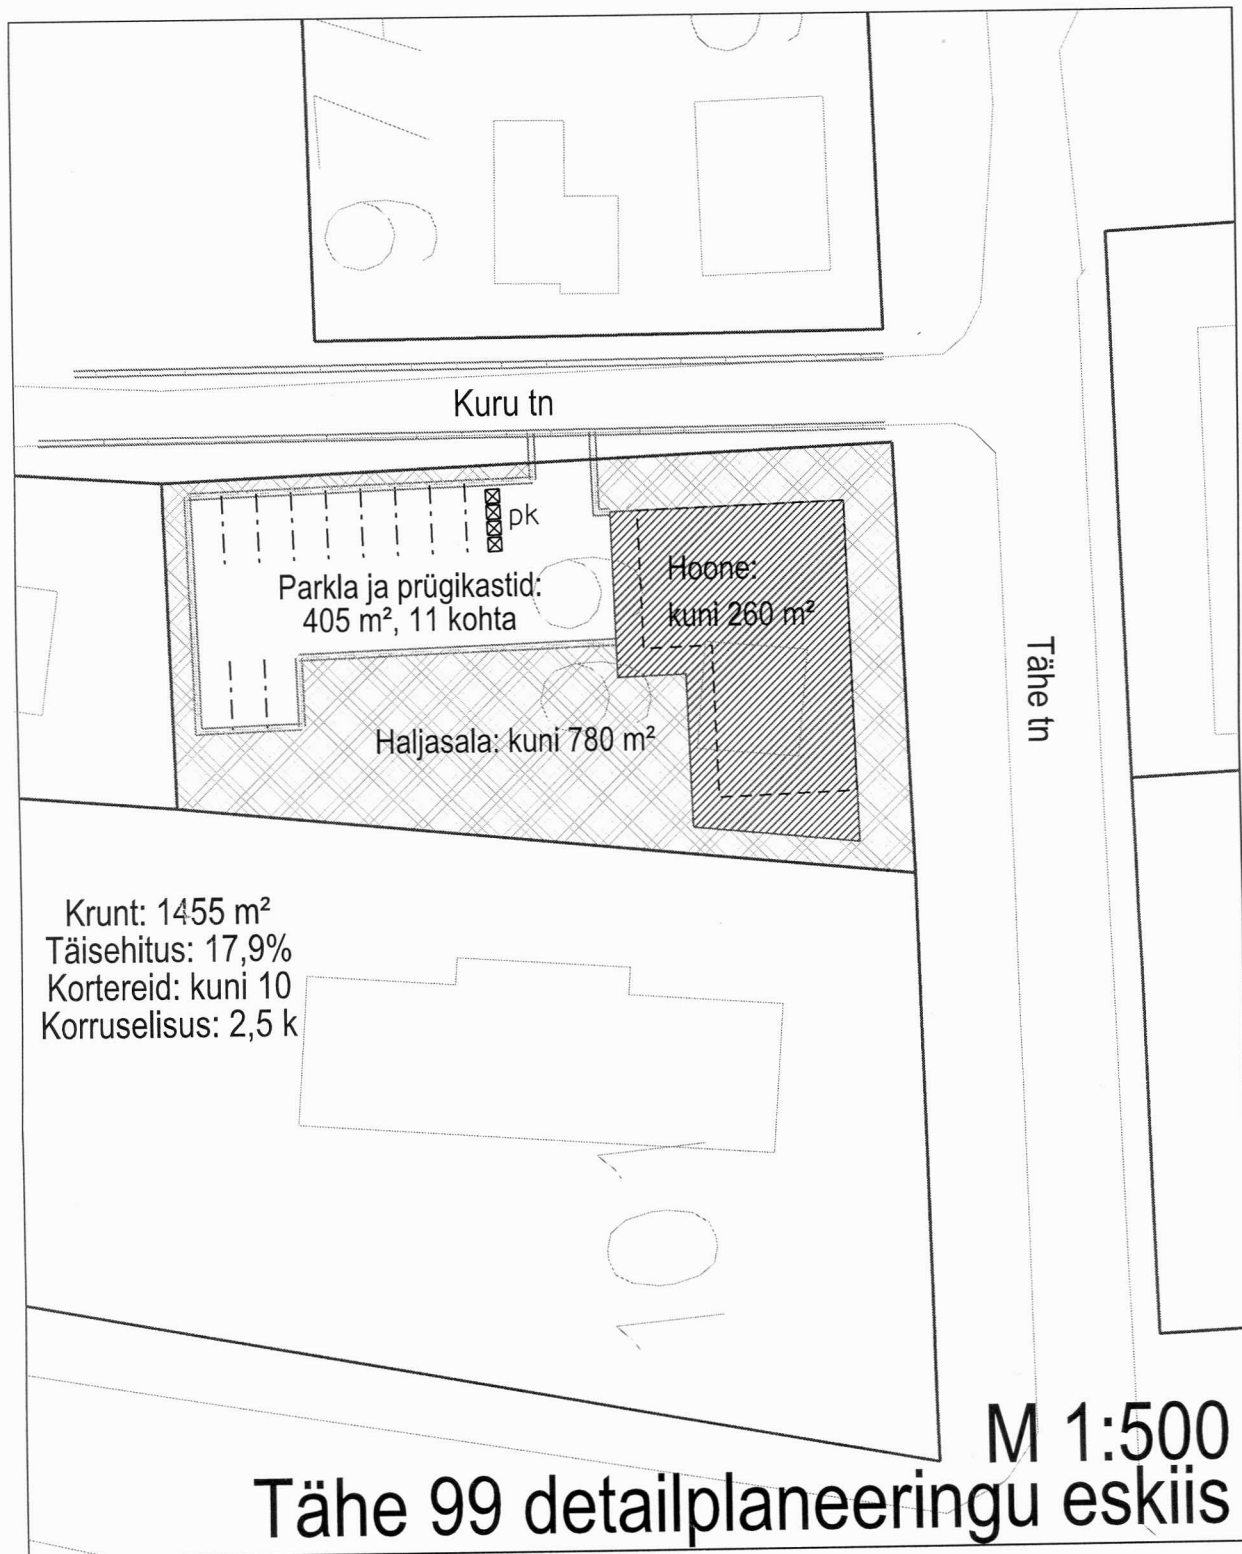 Kuru tn
pk
Parkla ja prügikastid:
405 m², 11 kohta
Hoone:
kuni 260 m²
Haljasala: kuni 780 m²
Tähe tn
Krunt: 1455 m²
Täisehitus: 17,9%
Kortereid: kuni 10
Korruselisus: 2,5 k
101
M 1:500
Tähe 99 detailplaneeringu eskiis